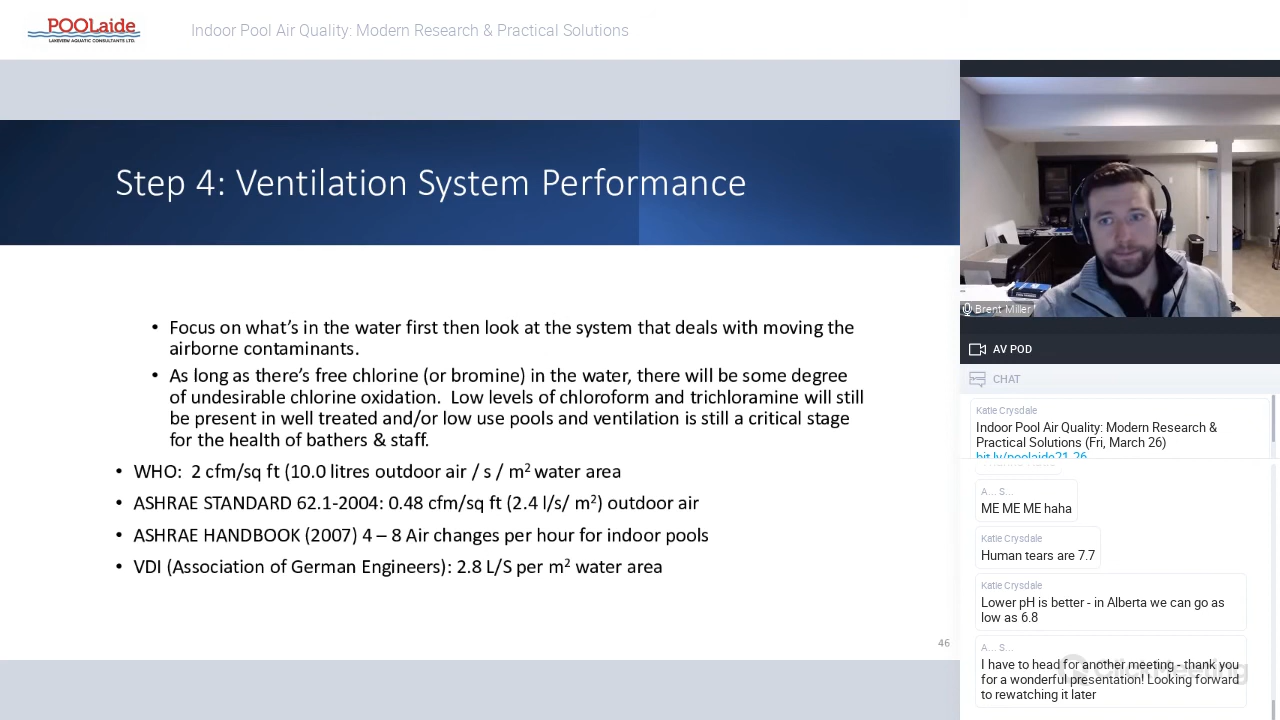 POOLaide
LAKEVIEW AQUATIC CONSULTANTS LTD.
Indoor Pool Air Quality: Modern Research & Practical Solutions
Step 4: Ventilation System Performance
• Focus on what's in the water first then look at the system that deals with moving the
airborne contaminants.
• As long as there's free chlorine (or bromine) in the water, there will be some degree
of undesirable chlorine oxidation. Low levels of chloroform and trichloramine will still
be present in well treated and/or low use pools and ventilation is still a critical stage
for the health of bathers & staff.
• WHO: 2 cfm/sq ft (10.0 litres outdoor air / s / m² water area
• ASHRAE STANDARD 62.1-2004: 0.48 cfm/sq ft (2.4 l/s/ m²) outdoor air
• ASHRAE HANDBOOK (2007) 4 – 8 Air changes per hour for indoor pools
• VDI (Association of German Engineers): 2.8 L/S per m² water area
46
Brent Miller
AV POD
CHAT
Katie Crysdale
Indoor Pool Air Quality: Modern Research &
Practical Solutions (Fri, March 26)
bit.ly/poolaide21-26
A... S...
ME ME ME haha
Katie Crysdale
Human tears are 7.7
Katie Crysdale
Lower pH is better - in Alberta we can go as
low as 6.8
A... S...
I have to head for another meeting - thank you
for a wonderful presentation! Looking forward
to rewatching it later
ClickMeeting